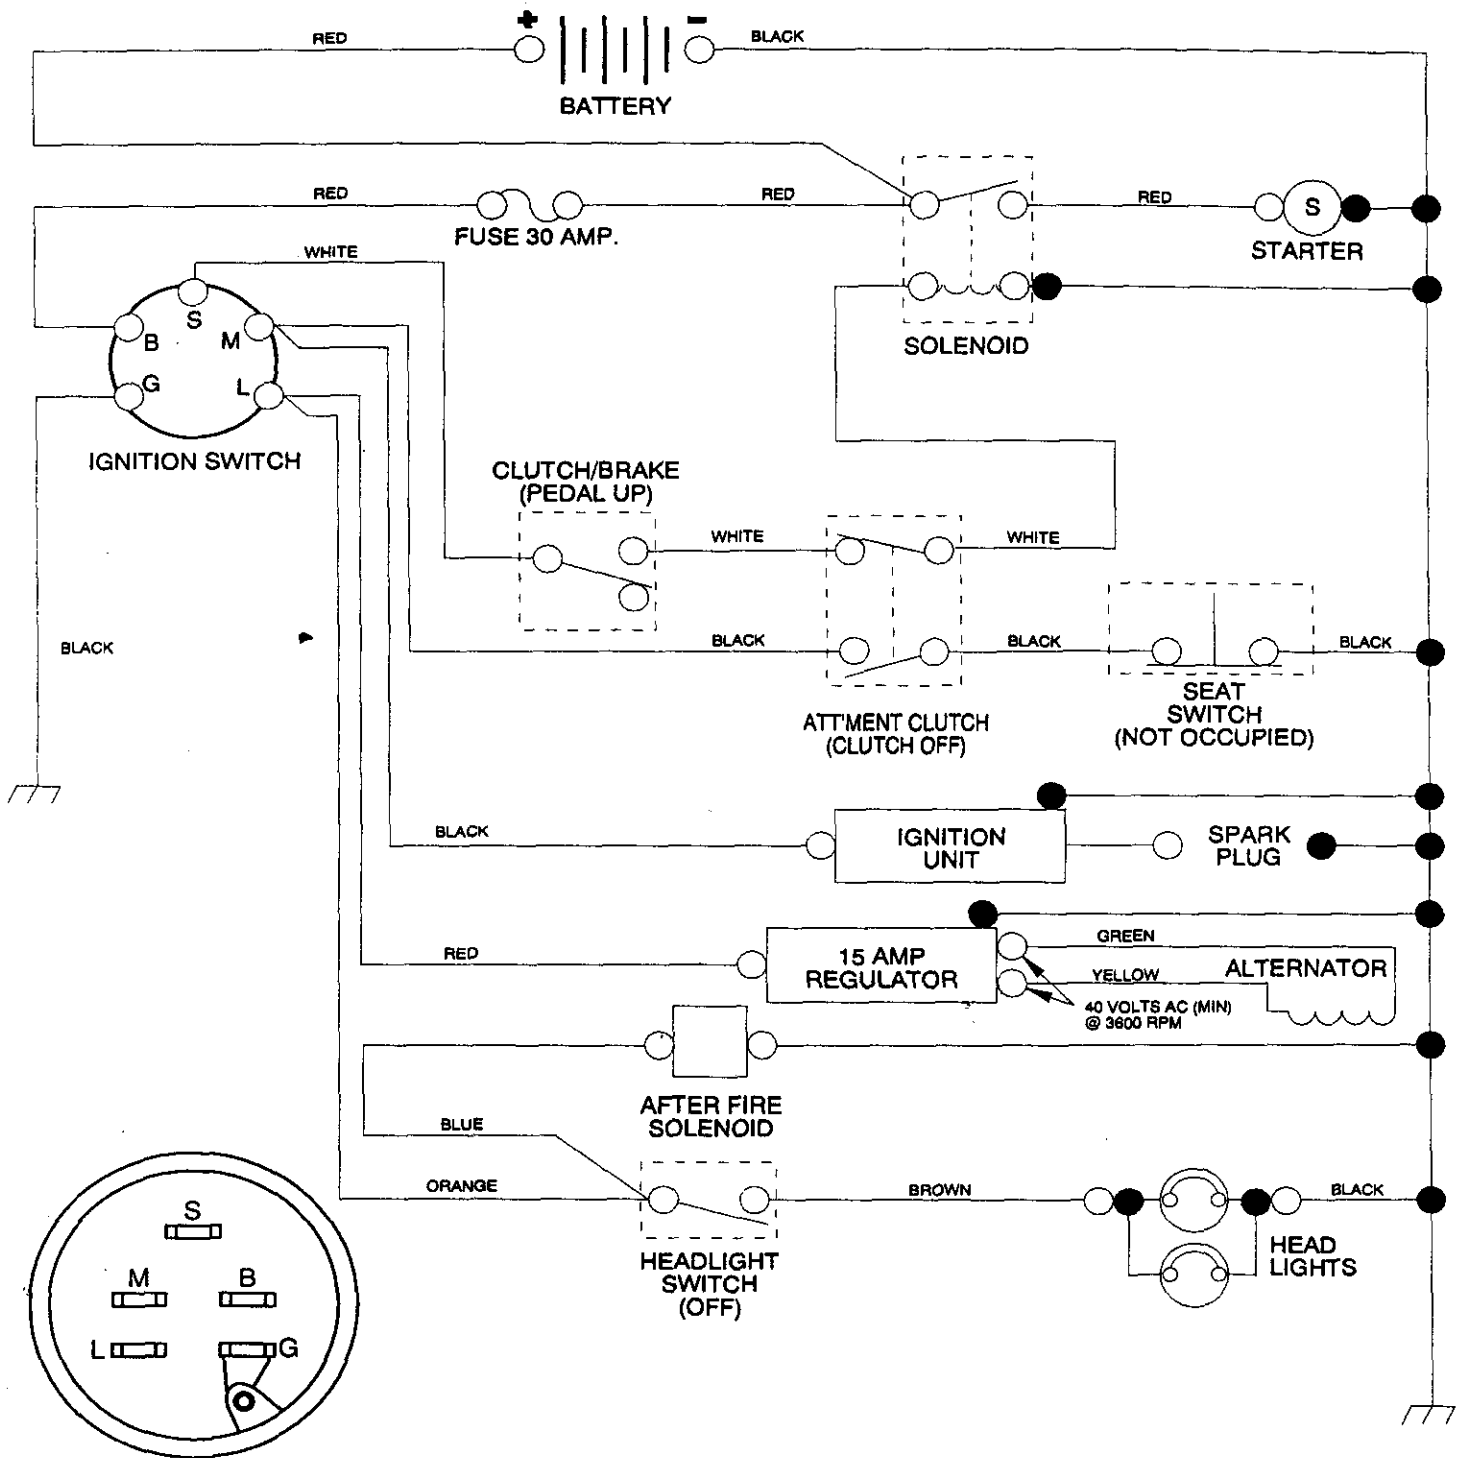 + -
RED
BLACK
BATTERY
RED
RED
RED
FUSE 30 AMP.
S
STARTER
WHITE
S
B
M
G
L
SOLENOID
IGNITION SWITCH
CLUTCH/BRAKE
(PEDAL UP)
WHITE
WHITE
BLACK
BLACK
BLACK
BLACK
ATT'MENT CLUTCH
(CLUTCH OFF)
SEAT
SWITCH
(NOT OCCUPIED)
BLACK
IGNITION
UNIT
SPARK
PLUG
RED
15 AMP
REGULATOR
GREEN
YELLOW
ALTERNATOR
40 VOLTS AC (MIN)
@ 3600 RPM
AFTER FIRE
SOLENOID
BLUE
ORANGE
BROWN
BLACK
HEADLIGHT
SWITCH
(OFF)
HEAD
LIGHTS
S
M
B
L
G